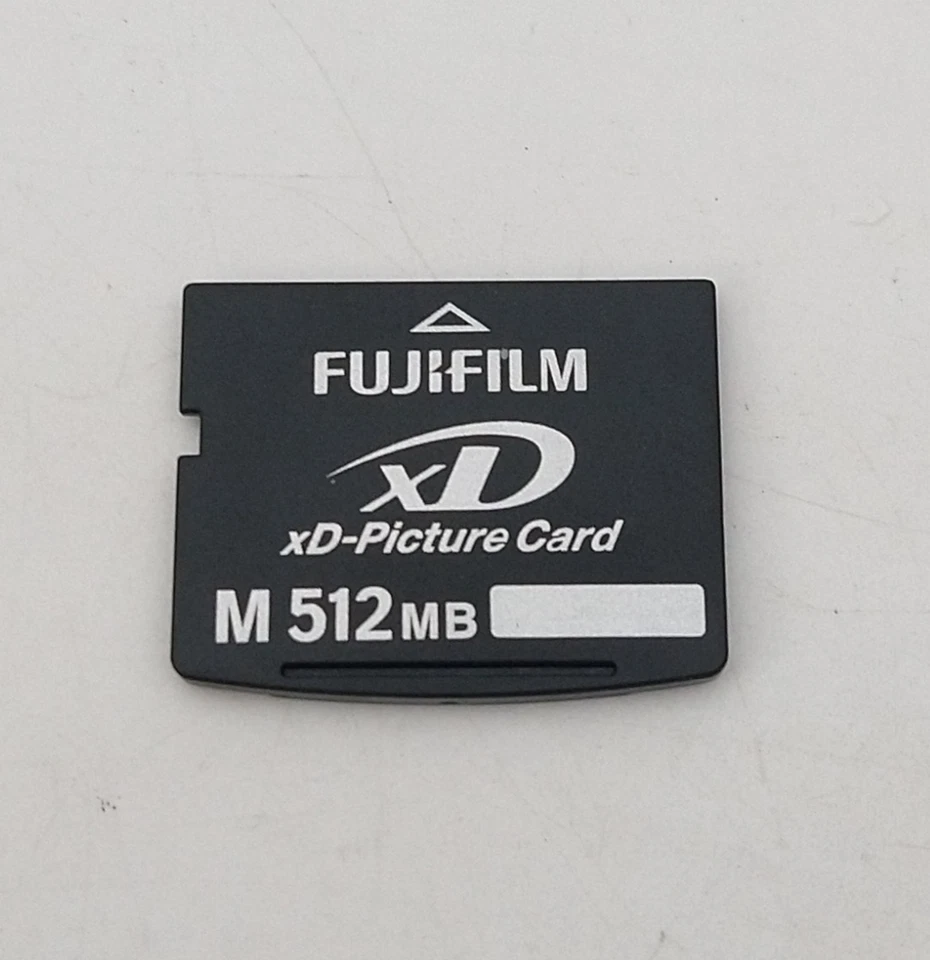 FUJIFILM
xD
xD-Picture Card
M 512MB